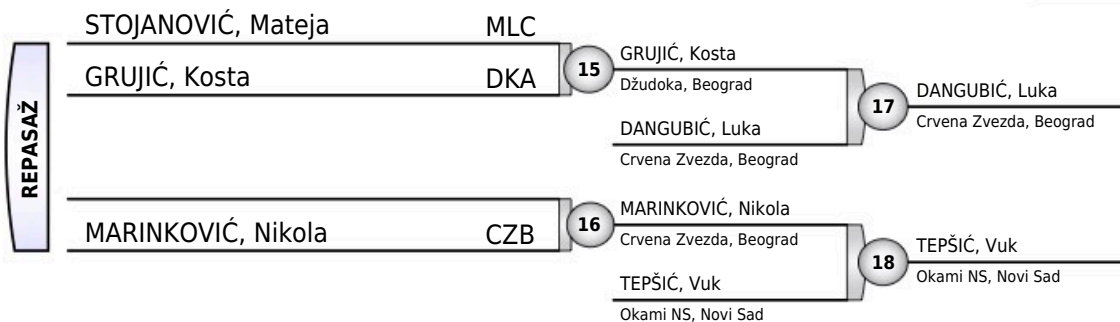 REPASAŽ
STOJANOVIĆ, Mateja MLC
GRUJIĆ, Kosta DKA
15
GRUJIĆ, Kosta
Džudoka, Beograd
DANGUBIĆ, Luka
Crvena Zvezda, Beograd
17
DANGUBIĆ, Luka
Crvena Zvezda, Beograd
MARINKOVIĆ, Nikola CZB
16
MARINKOVIĆ, Nikola
Crvena Zvezda, Beograd
TEPŠIĆ, Vuk
Okami NS, Novi Sad
18
TEPŠIĆ, Vuk
Okami NS, Novi Sad